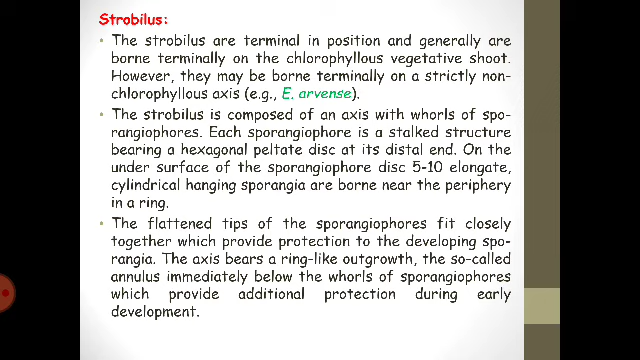 Strobilus:
• The strobilus are terminal in position and generally are
borne terminally on the chlorophyllous vegetative shoot.
However, they may be borne terminally on a strictly non-
chlorophyllous axis (e.g., E. arvense).
• The strobilus is composed of an axis with whorls of spo-
rangiophores. Each sporangiophore is a stalked structure
bearing a hexagonal peltate disc at its distal end. On the
under surface of the sporangiophore disc 5-10 elongate,
cylindrical hanging sporangia are borne near the periphery
in a ring.
• The flattened tips of the sporangiophores fit closely
together which provide protection to the developing spo-
rangia. The axis bears a ring-like outgrowth, the so-called
annulus immediately below the whorls of sporangiophores
which provide additional protection during early
development.